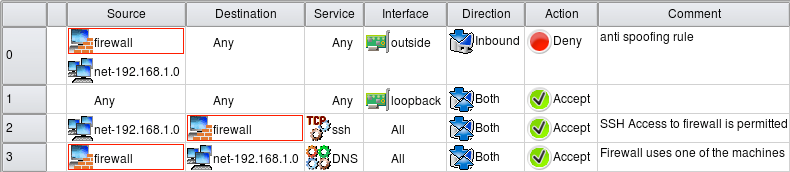 Source Destination Service Interface Direction Action Comment
0 firewall Any Any outside Inbound Deny anti spoofing rule
net-192.168.1.0
1 Any Any Any loopback Both Accept
2 net-192.168.1.0 firewall TCP ssh All Both Accept SSH Access to firewall is permitted
3 firewall net-192.168.1.0 DNS All Both Accept Firewall uses one of the machines